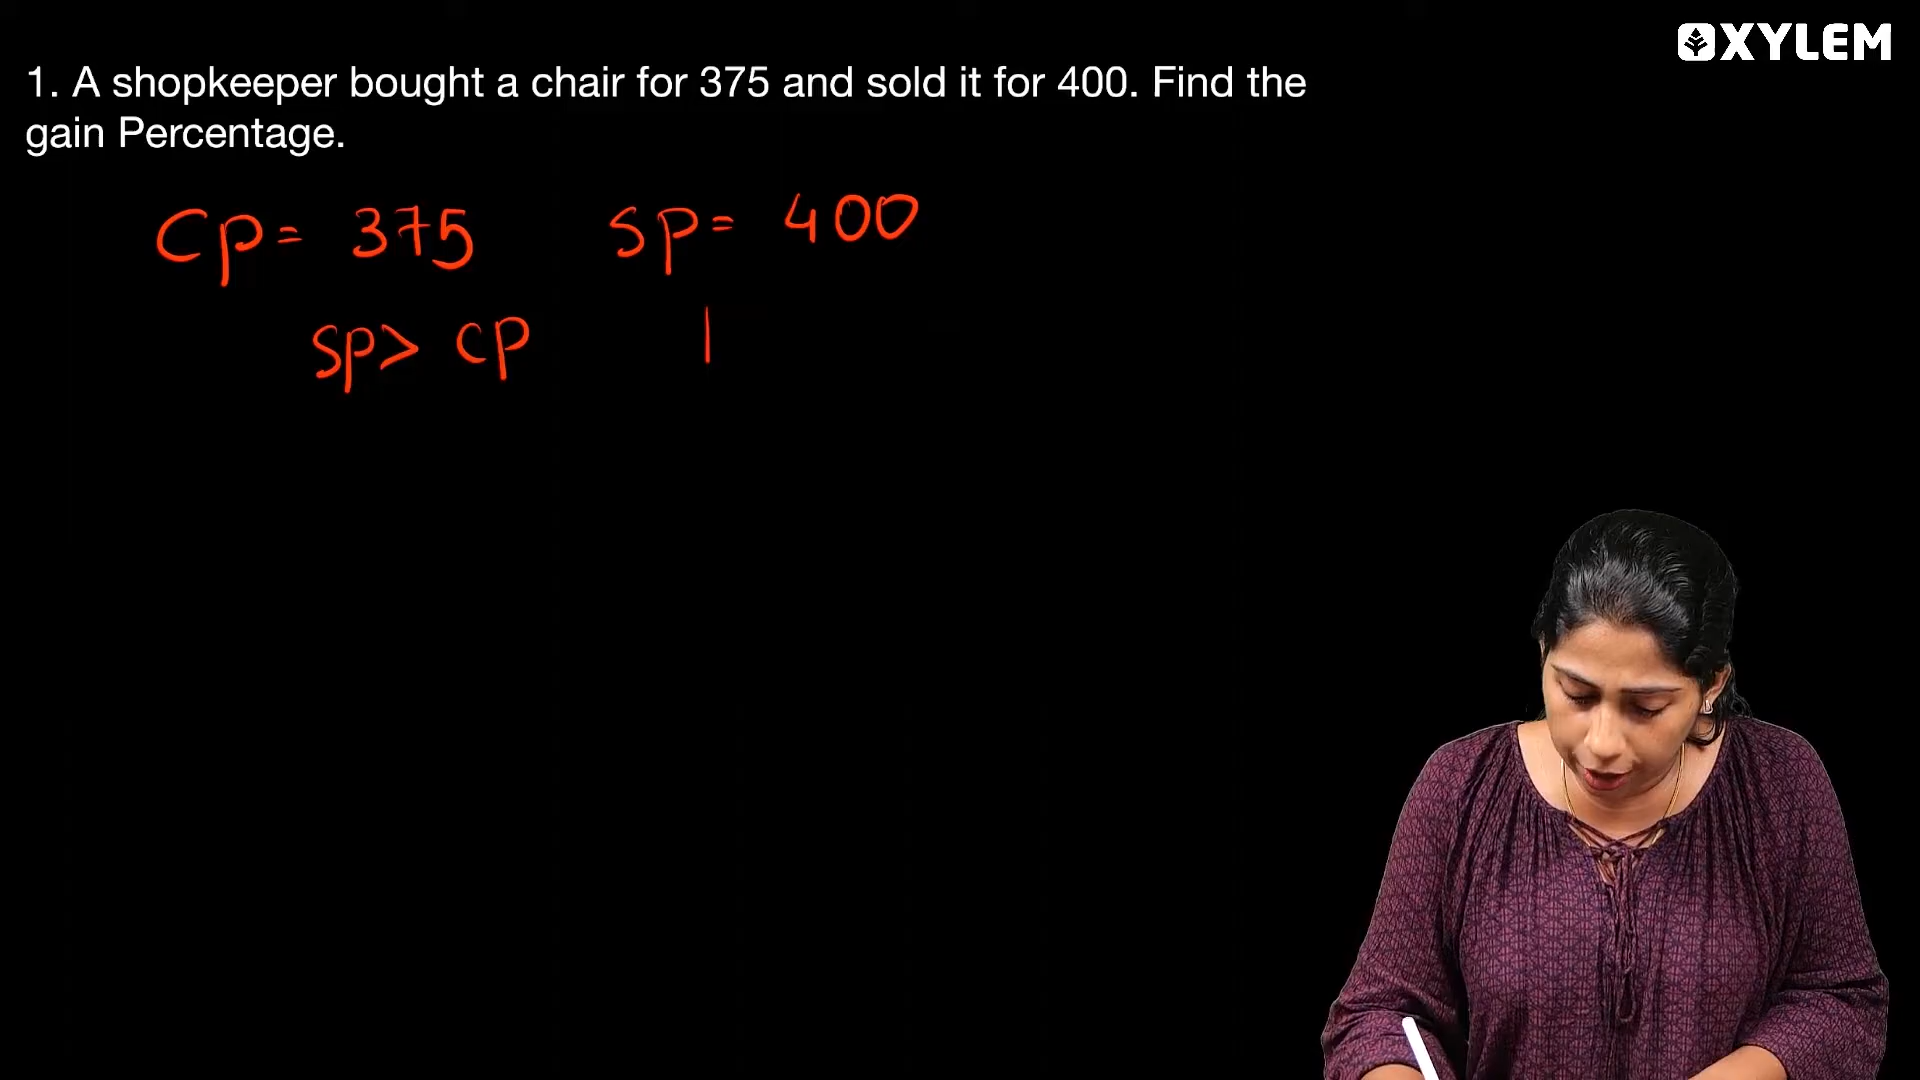 OXYLEM
1. A shopkeeper bought a chair for 375 and sold it for 400. Find the
gain Percentage.
Cp= 375 SP= 400
SP> CP |